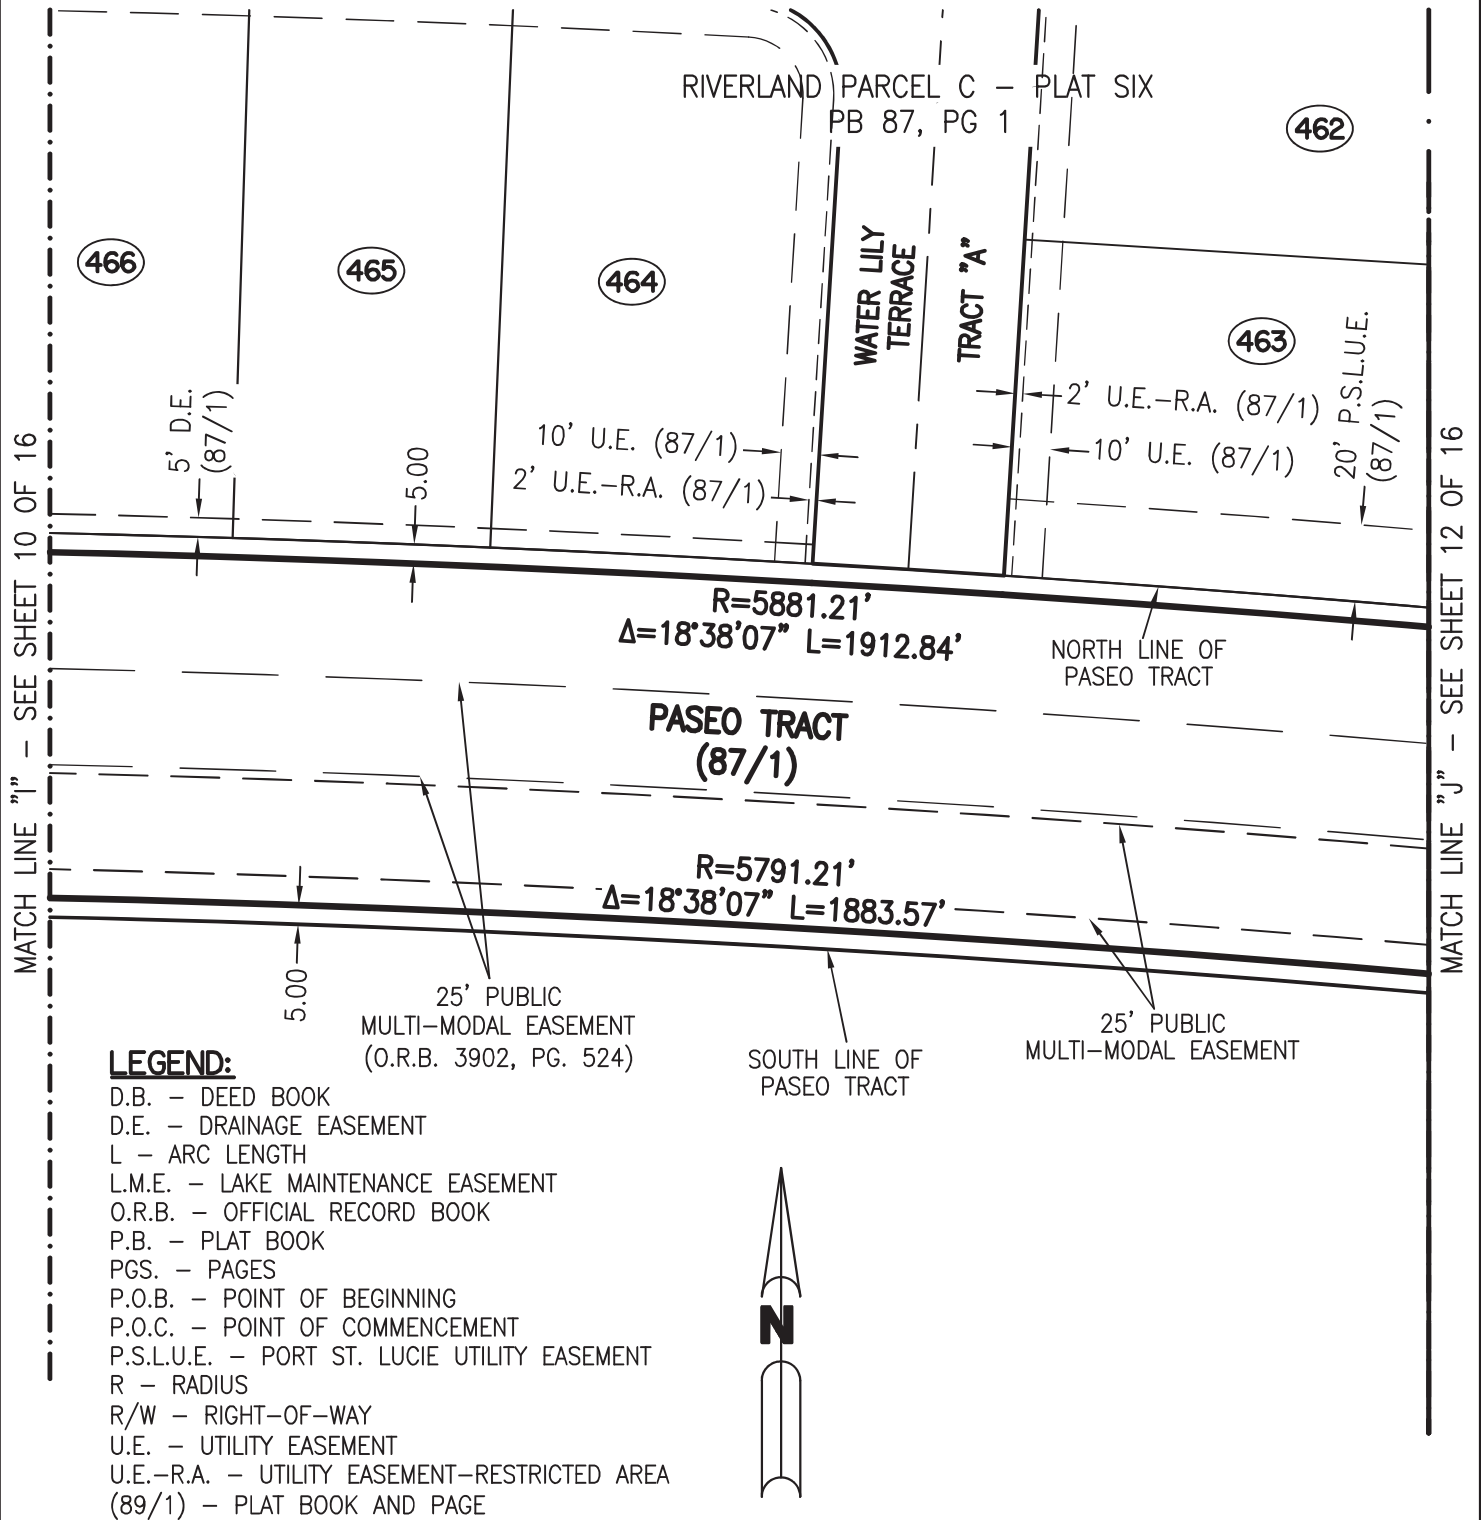 RIVERLAND PARCEL C - PLAT SIX
PB 87, PG 1
462
466
465
464
WATER LILY
TERRACE
TRACT "A"
463
20' P.S.L.U.E.
(87/1)
5' D.E.
(87/1)
5.00
10' U.E. (87/1)
2' U.E.-R.A. (87/1)
2' U.E.-R.A. (87/1)
10' U.E. (87/1)
MATCH LINE "I" - SEE SHEET 10 OF 16
MATCH LINE "J" - SEE SHEET 12 OF 16
R=5881.21'
Δ=18°38'07" L=1912.84'
NORTH LINE OF
PASEO TRACT
PASEO TRACT
(87/1)
R=5791.21'
Δ=18°38'07" L=1883.57'
5.00
25' PUBLIC
MULTI-MODAL EASEMENT
(O.R.B. 3902, PG. 524)
SOUTH LINE OF
PASEO TRACT
25' PUBLIC
MULTI-MODAL EASEMENT
LEGEND:
D.B. - DEED BOOK
D.E. - DRAINAGE EASEMENT
L - ARC LENGTH
L.M.E. - LAKE MAINTENANCE EASEMENT
O.R.B. - OFFICIAL RECORD BOOK
P.B. - PLAT BOOK
PGS. - PAGES
P.O.B. - POINT OF BEGINNING
P.O.C. - POINT OF COMMENCEMENT
P.S.L.U.E. - PORT ST. LUCIE UTILITY EASEMENT
R - RADIUS
R/W - RIGHT-OF-WAY
U.E. - UTILITY EASEMENT
U.E.-R.A. - UTILITY EASEMENT-RESTRICTED AREA
(89/1) - PLAT BOOK AND PAGE
N